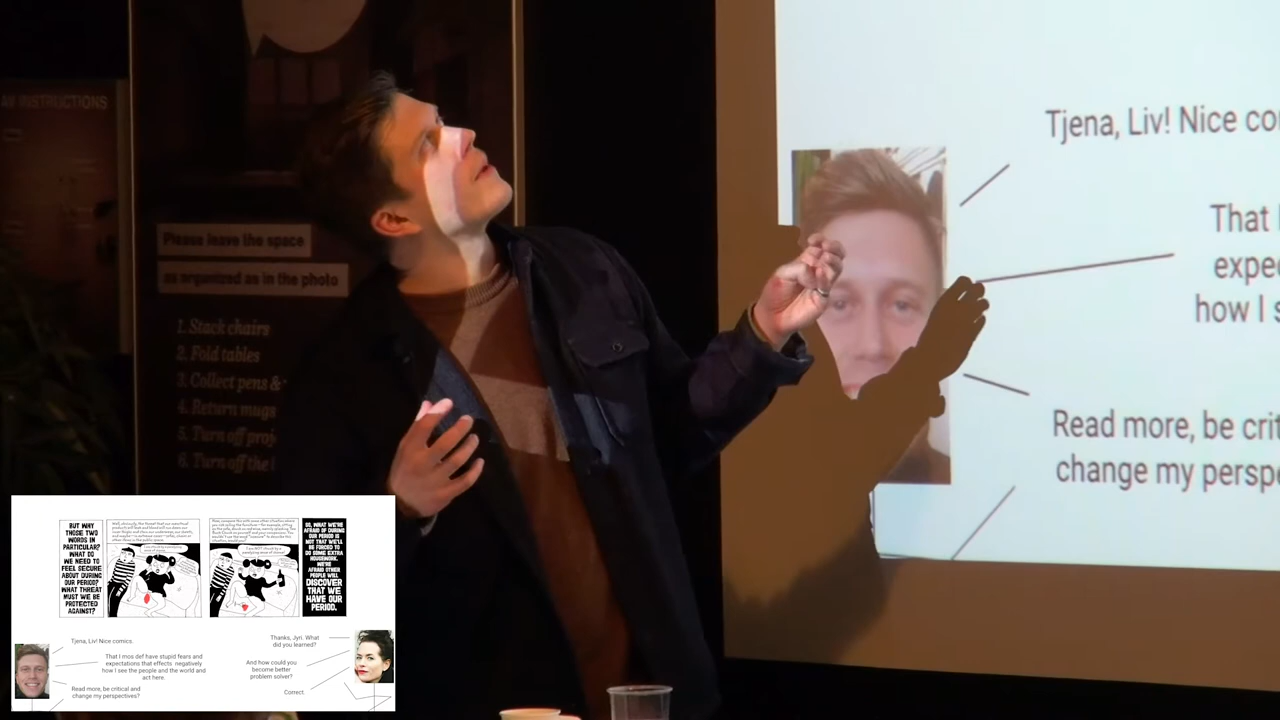 AV INSTRUCTIONS
Please leave the space
as organized as in the photo
1. Stack chairs
2. Fold tables
3. Collect pens &
4. Return mugs
5. Turn off proj
6. Turn off the l
Tjena, Liv! Nice co
That
expe
how I s
Read more, be crit
change my perspe
BUT WHY
THOSE TWO
WORDS IN
PARTICULAR?
WHAT DO
WE NEED TO
FEEL SECURE
ABOUT DURING
OUR PERIOD?
WHAT THREAT
MUST WE BE
PROTECTED
AGAINST?
SO, WHAT WE'RE
AFRAID OF DURING
OUR PERIOD IS
NOT THAT WE'LL
BE FORCED TO
DO SOME EXTRA
HOUSEWORK.
WE'RE
AFRAID OTHER
PEOPLE WILL
DISCOVER
THAT WE
HAVE OUR
PERIOD.
Tjena, Liv! Nice comics.
That I mos def have stupid fears and
expectations that effects negatively
how I see the people and the world and
act here.
Read more, be critical and
change my perspectives?
Thanks, Jyri. What
did you learned?
And how could you
become better
problem solver?
Correct.